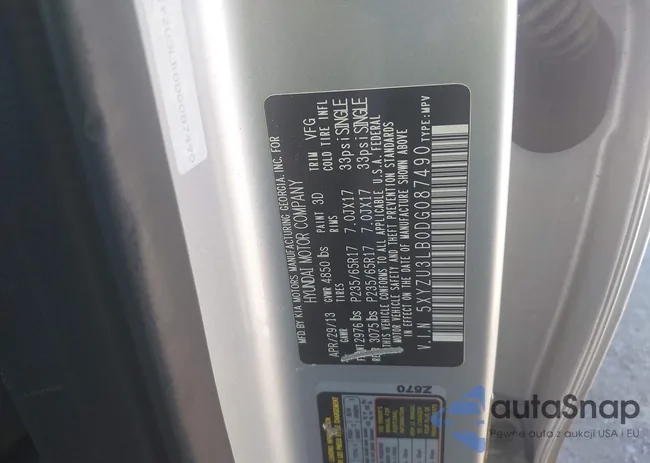 MFD BY KIA MOTORS MANUFACTURING GEORGIA, INC. FOR
HYUNDAI MOTOR COMPANY
APR/29/13 GVWR 4850 lbs PAINT 3D TRIM VFG
GAWR TIRES RIMS COLD TIRE INFL
FRONT 2976 lbs P235/65R17 7.0JX17 33psi SINGLE
REAR 3075 lbs P235/65R17 7.0JX17 33psi SINGLE
THIS VEHICLE CONFORMS TO ALL APPLICABLE U.S.A. FEDERAL
MOTOR VEHICLE SAFETY AND THEFT PREVENTION STANDARDS
IN EFFECT ON THE DATE OF MANUFACTURE SHOWN ABOVE
V.I.N 5XYZU3LB0DG087490 TYPE:MPV
Z670
autaSnap
Pewne auta z aukcji USA i EU
autaSnap